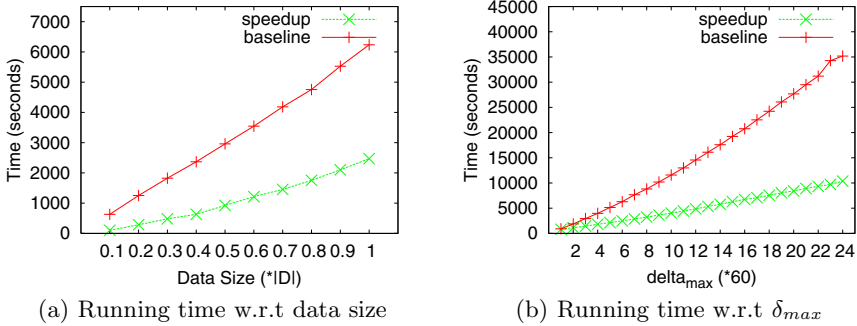 speedup
baseline
7000
6000
5000
4000
3000
2000
1000
0
Time (seconds)
0.1 0.2 0.3 0.4 0.5 0.6 0.7 0.8 0.9 1
Data Size (*|D|)
(a) Running time w.r.t data size
speedup
baseline
45000
40000
35000
30000
25000
20000
15000
10000
5000
0
Time (seconds)
2 4 6 8 10 12 14 16 18 20 22 24
delta_max (*60)
(b) Running time w.r.t δ_max